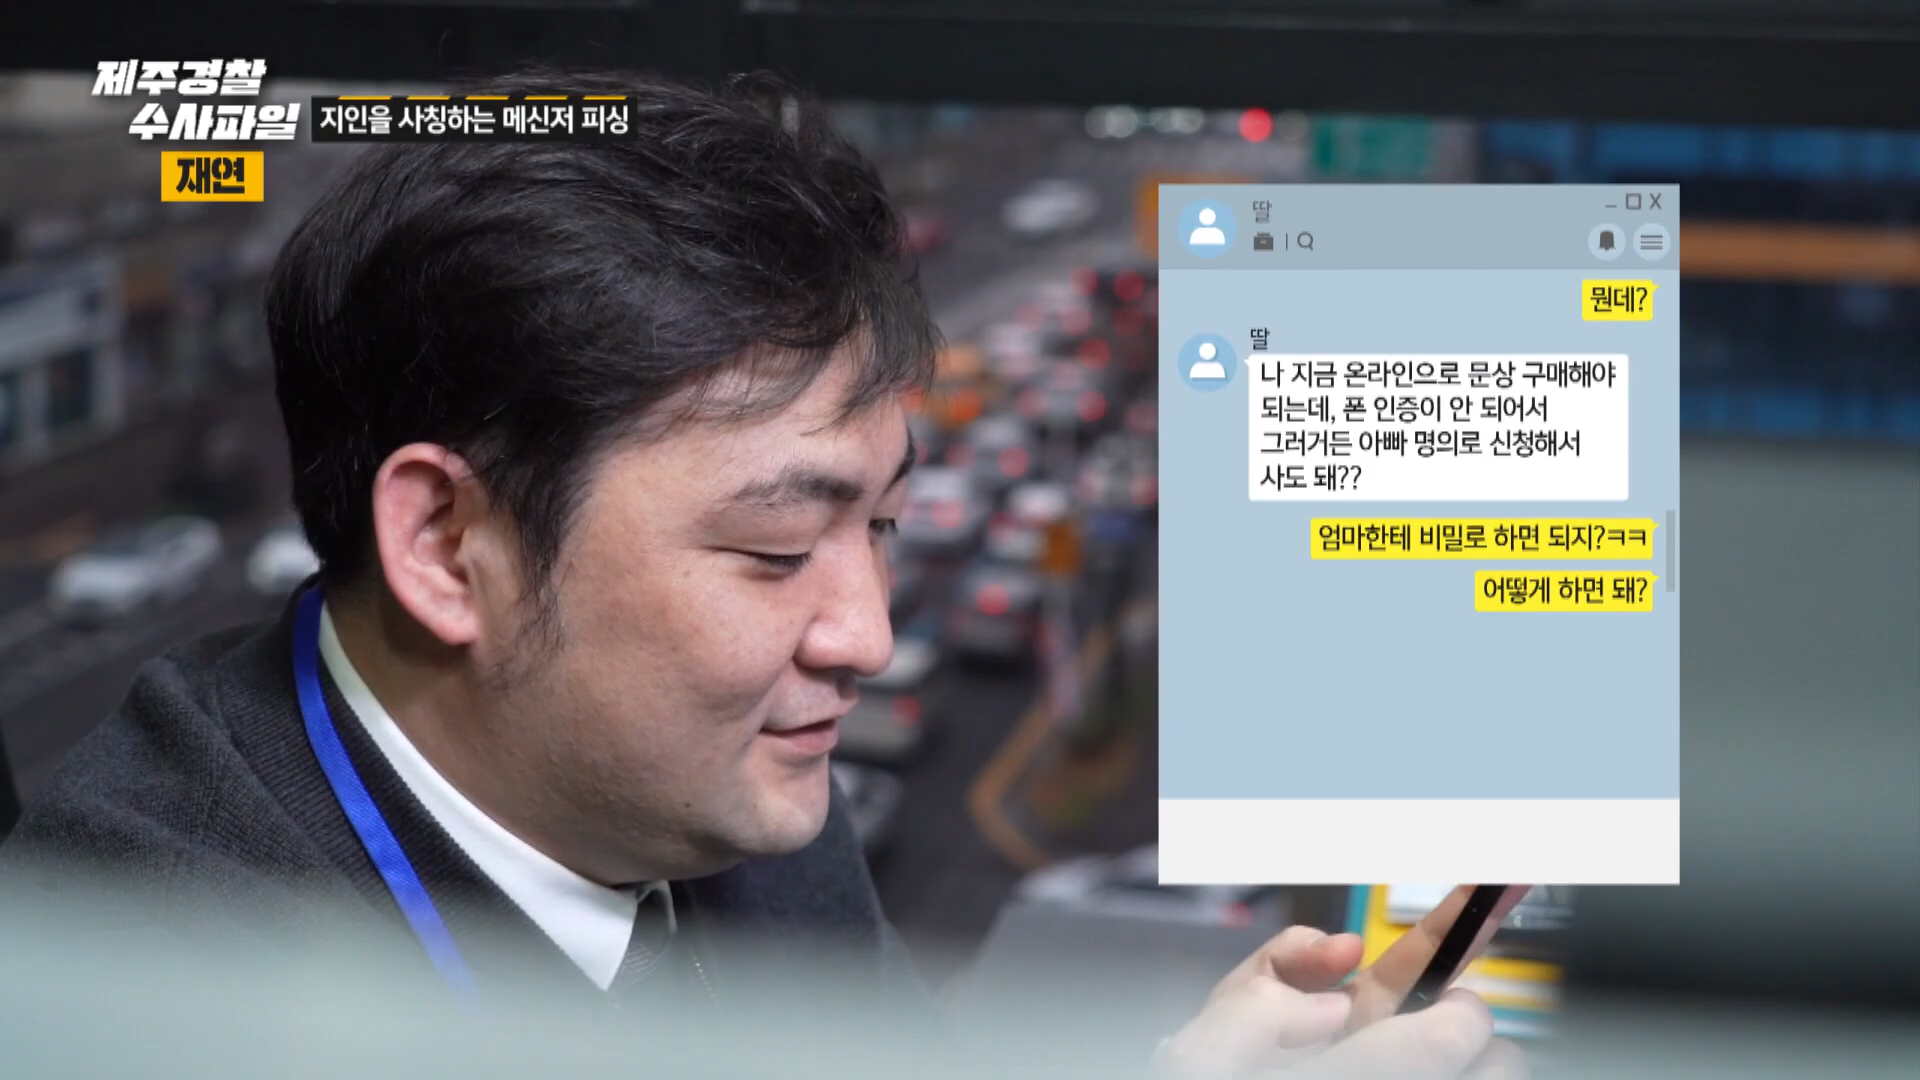 제주경찰
수사파일
재연
지인을 사칭하는 메신저 피싱
딸
뭔데?
딸
나 지금 온라인으로 문상 구매해야
되는데, 폰 인증이 안 되어서
그러거든 아빠 명의로 신청해서
사도 돼??
엄마한테 비밀로 하면 되지?ㅋㅋ
어떻게 하면 돼?